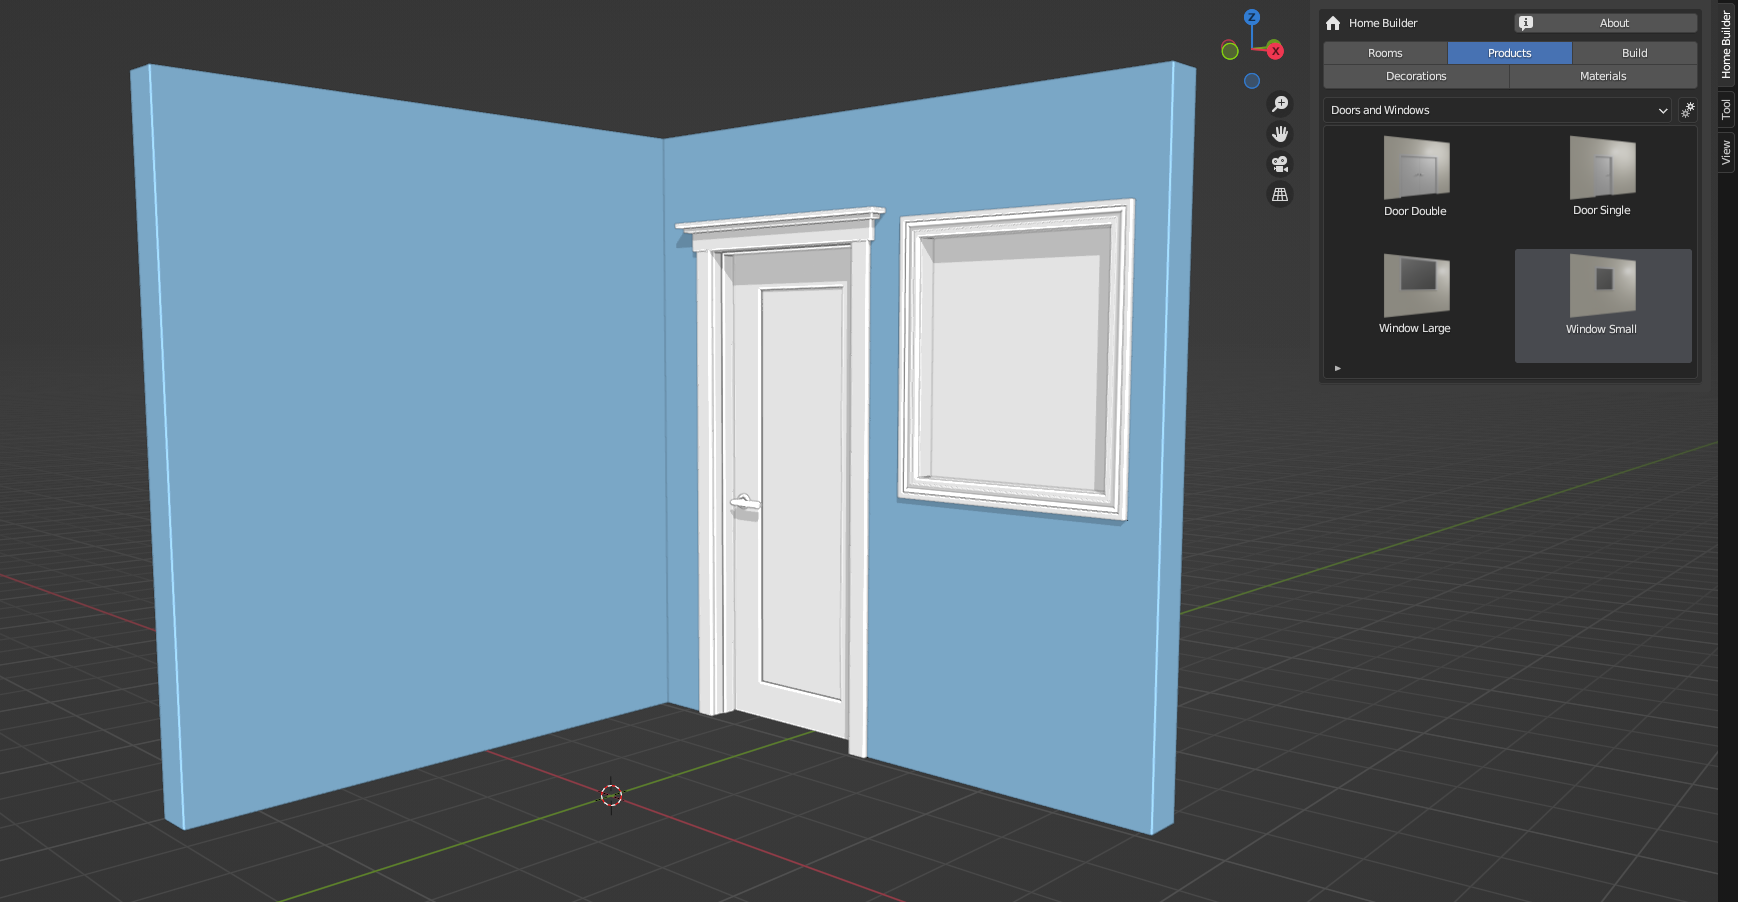 Z
X
Home Builder
About
Rooms
Products
Build
Decorations
Materials
Doors and Windows
Door Double
Door Single
Window Large
Window Small
Home Builder
Tool
View